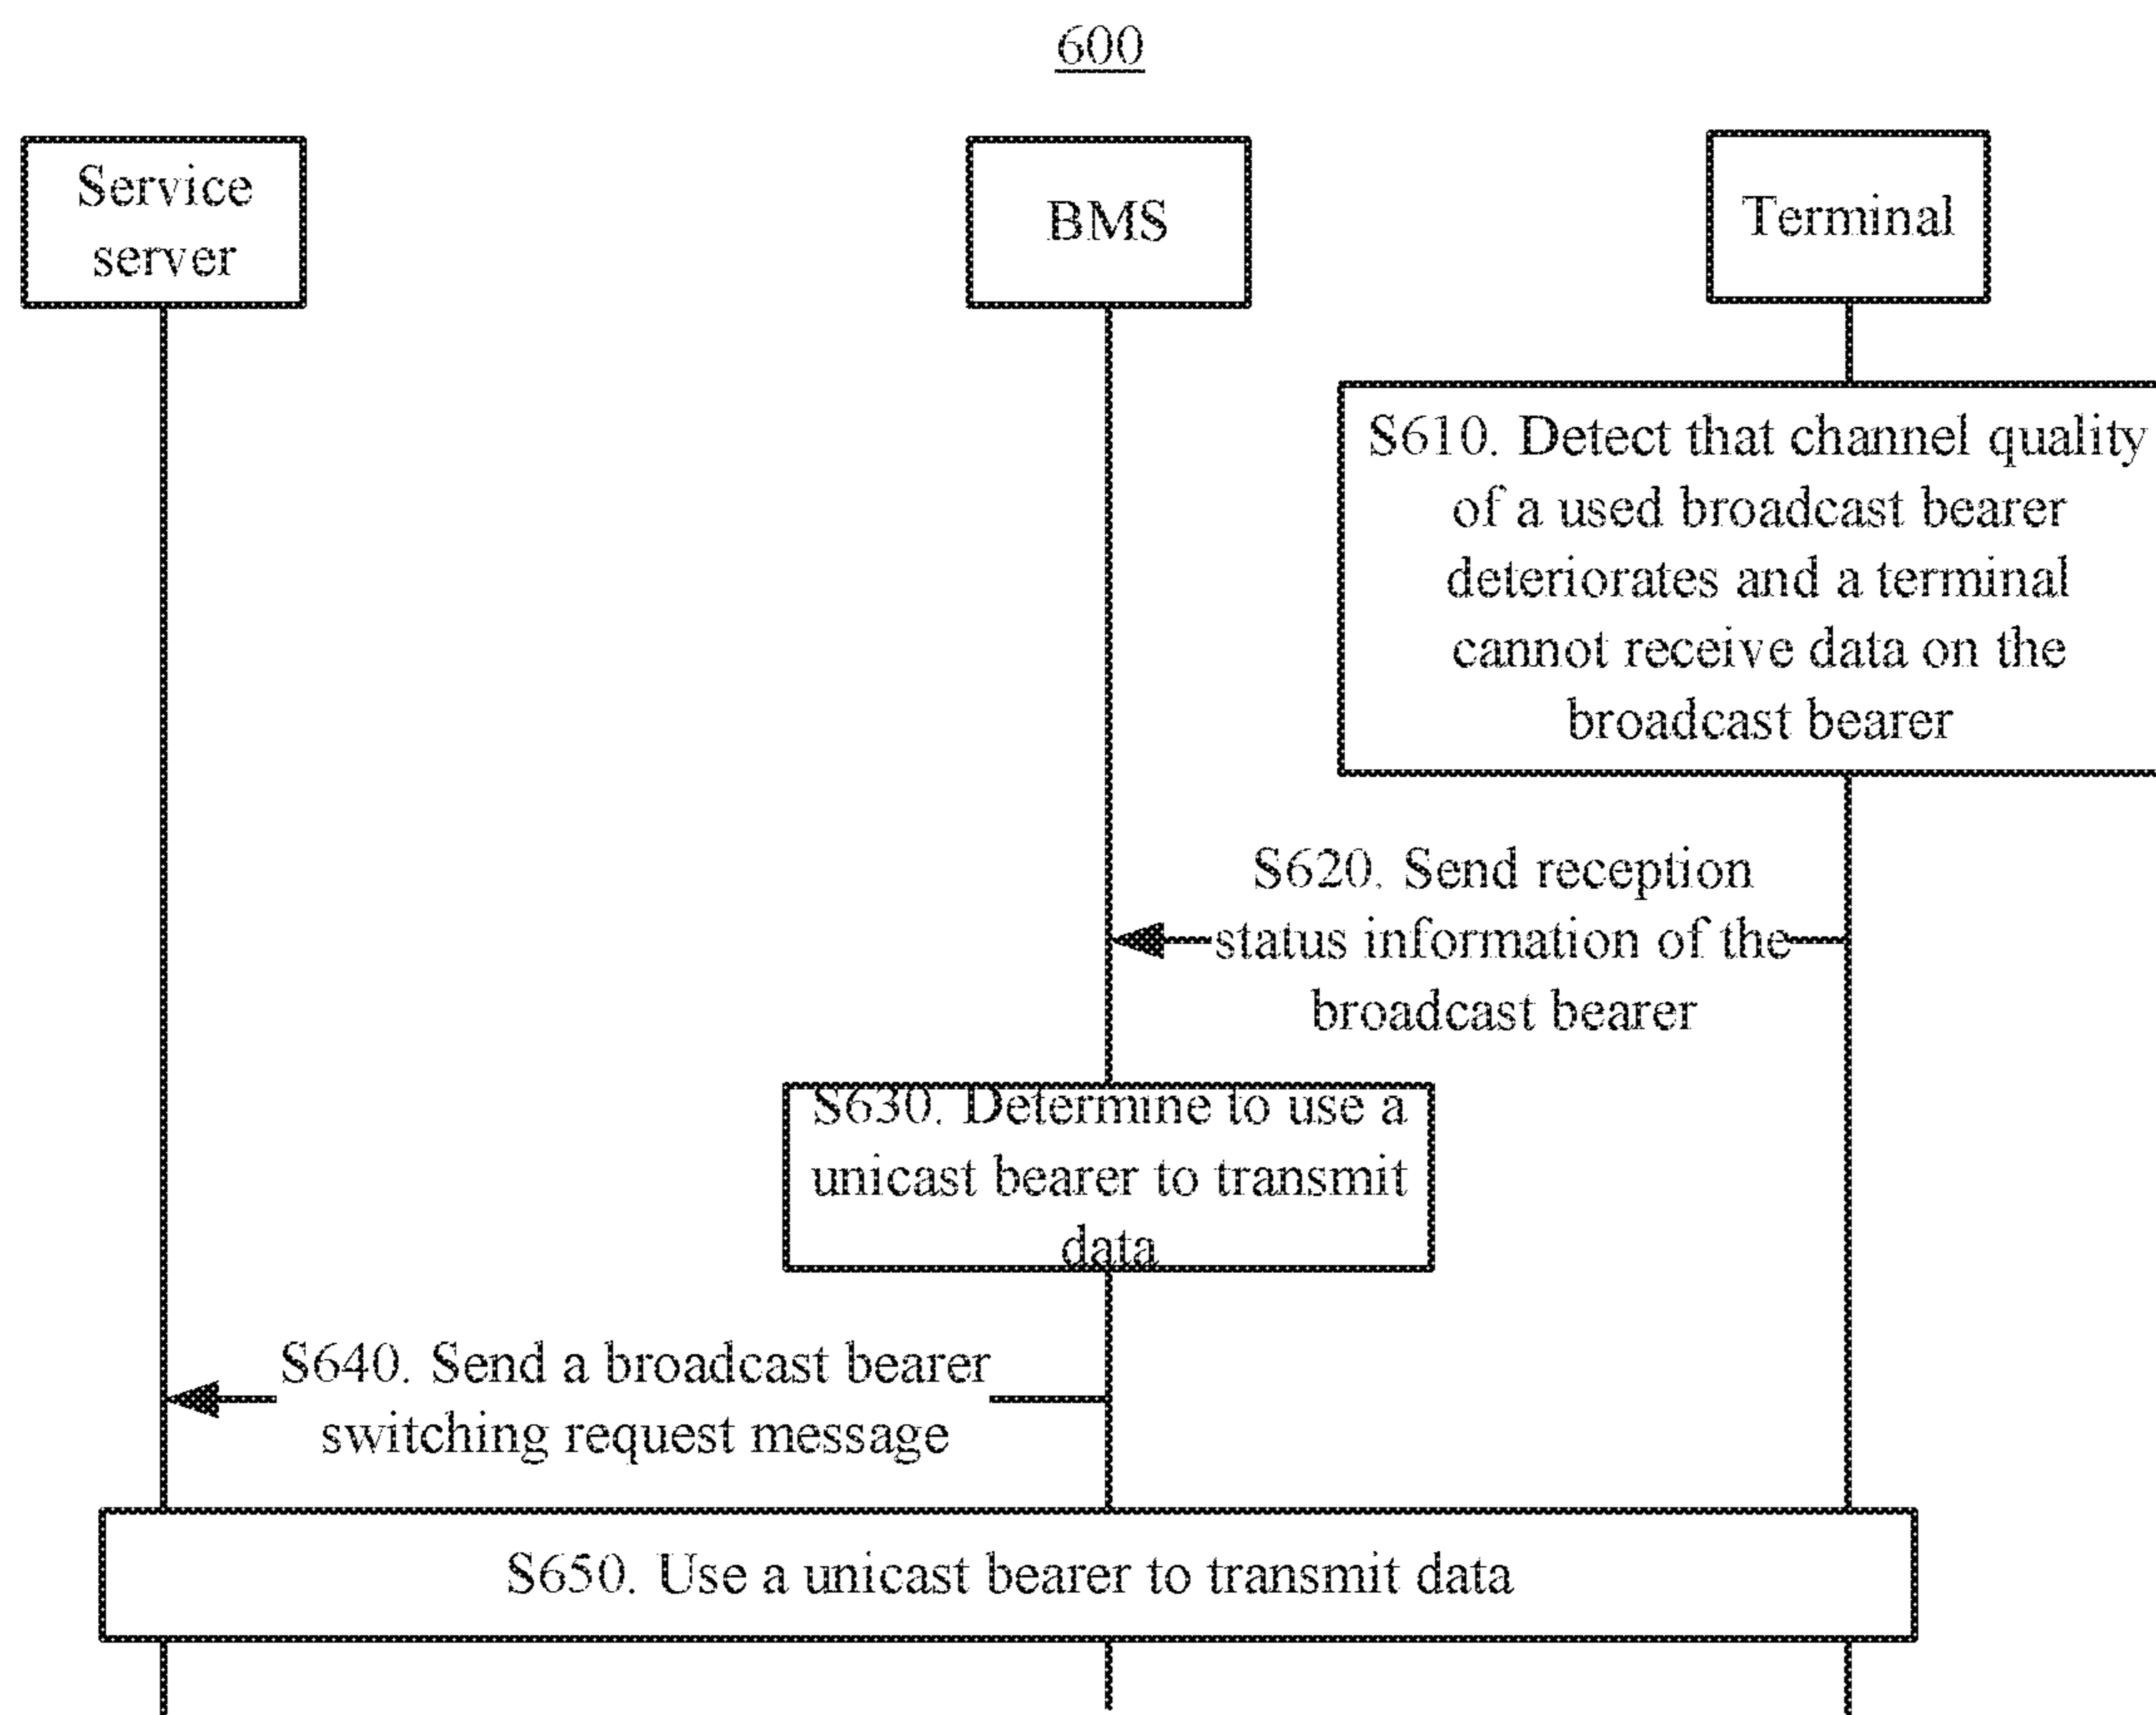 600
Service
server
BMS
Terminal
S610. Detect that channel quality
of a used broadcast bearer
deteriorates and a terminal
cannot receive data on the
broadcast bearer
S620. Send reception
status information of the
broadcast bearer
S630. Determine to use a
unicast bearer to transmit
data
S640. Send a broadcast bearer
switching request message
S650. Use a unicast bearer to transmit data